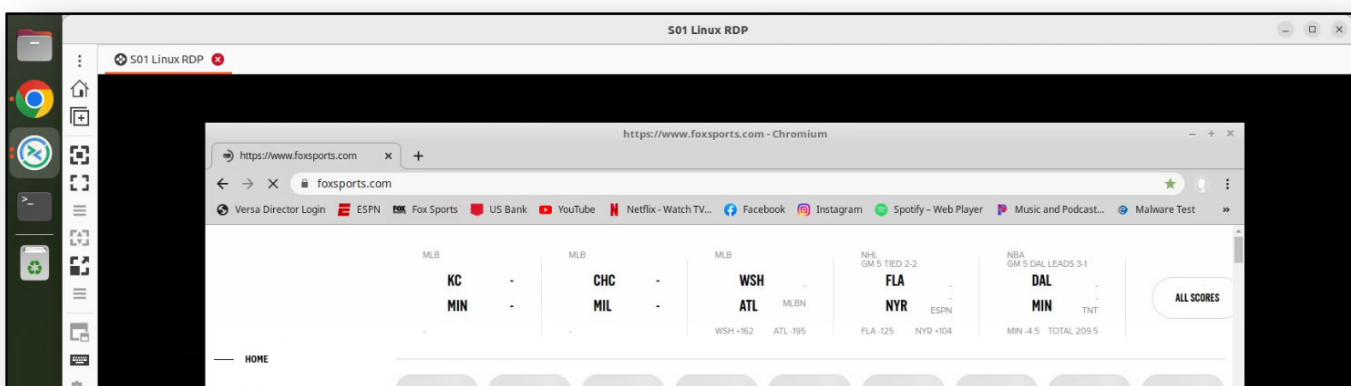 S01 Linux RDP
S01 Linux RDP
https://www.foxsports.com - Chromium
https://www.foxsports.com
foxsports.com
Versa Director Login ESPN Fox Sports US Bank YouTube Netflix - Watch TV... Facebook Instagram Spotify – Web Player Music and Podcast... Malware Test »
MLB MLB MLB NHL NBA
GM 5 TIED 2-2 GM 5 DAL LEADS 3-1
KC - CHC - WSH - FLA - DAL -
MIN - MIL - ATL - MLBN NYR - ESPN MIN - TNT
ALL SCORES
- - WSH +162 ATL -195 FLA -125 NYR +104 MIN -4.5 TOTAL 209.5
HOME